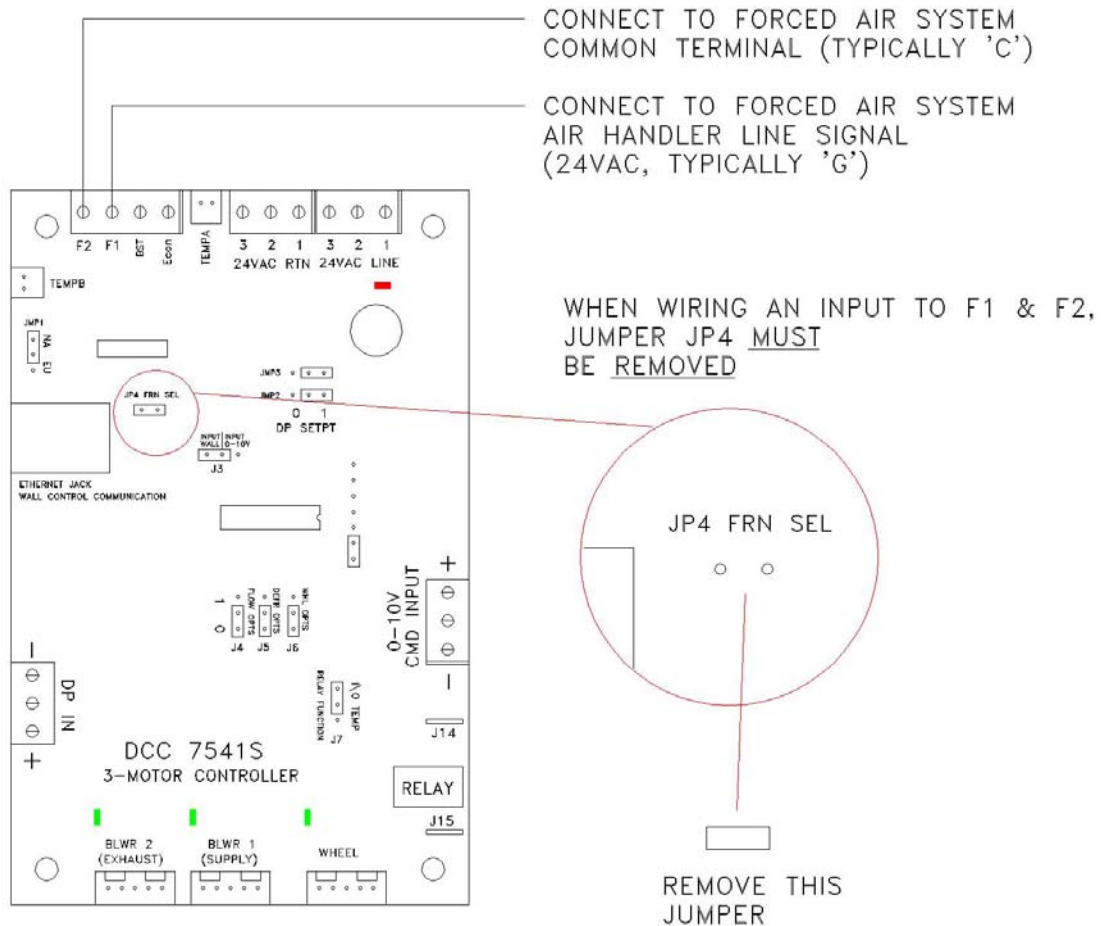 CONNECT TO FORCED AIR SYSTEM
COMMON TERMINAL (TYPICALLY 'C')
CONNECT TO FORCED AIR SYSTEM
AIR HANDLER LINE SIGNAL
(24VAC, TYPICALLY 'G')
F2 F1 BST Econ TEMPA 3 2 1 3 2 1
24VAC RTN 24VAC LINE
TEMPB
WHEN WIRING AN INPUT TO F1 & F2,
JUMPER JP4 MUST
BE REMOVED
JMP1
NA
EU
JP4 FRN SEL
JMP3
JMP2
0 1
DP SETPT
INPUT INPUT
WALL 0-10V
J3
ETHERNET JACK
WALL CONTROL COMMUNICATION
JP4 FRN SEL
1
0
FLOW OPTS
DEFR OPTS
WHL OPTS
J4 J5 J6
+
0-10V
CMD INPUT
-
-
DP IN
+
RELAY FUNCTION
I/O TEMP
J7
J14
DCC 7541S
3-MOTOR CONTROLLER
RELAY
J15
BLWR 2
(EXHAUST)
BLWR 1
(SUPPLY)
WHEEL
REMOVE THIS
JUMPER